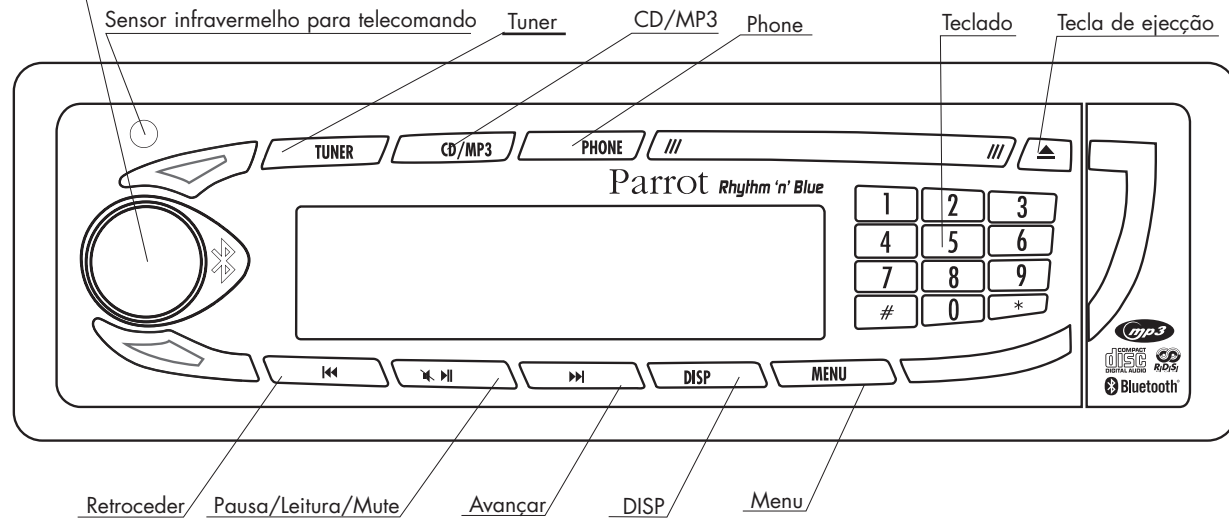 Sensor infravermelho para telecomando
Tuner
CD/MP3
Phone
Teclado
Tecla de ejecção
TUNER
CD/MP3
PHONE
Parrot Rhythm 'n' Blue
1 2 3
4 5 6
7 8 9
# 0 *
mp3
COMPACT
disc
DIGITAL AUDIO
R•D•S
Bluetooth
DISP
MENU
Retroceder
Pausa/Leitura/Mute
Avançar
DISP
Menu